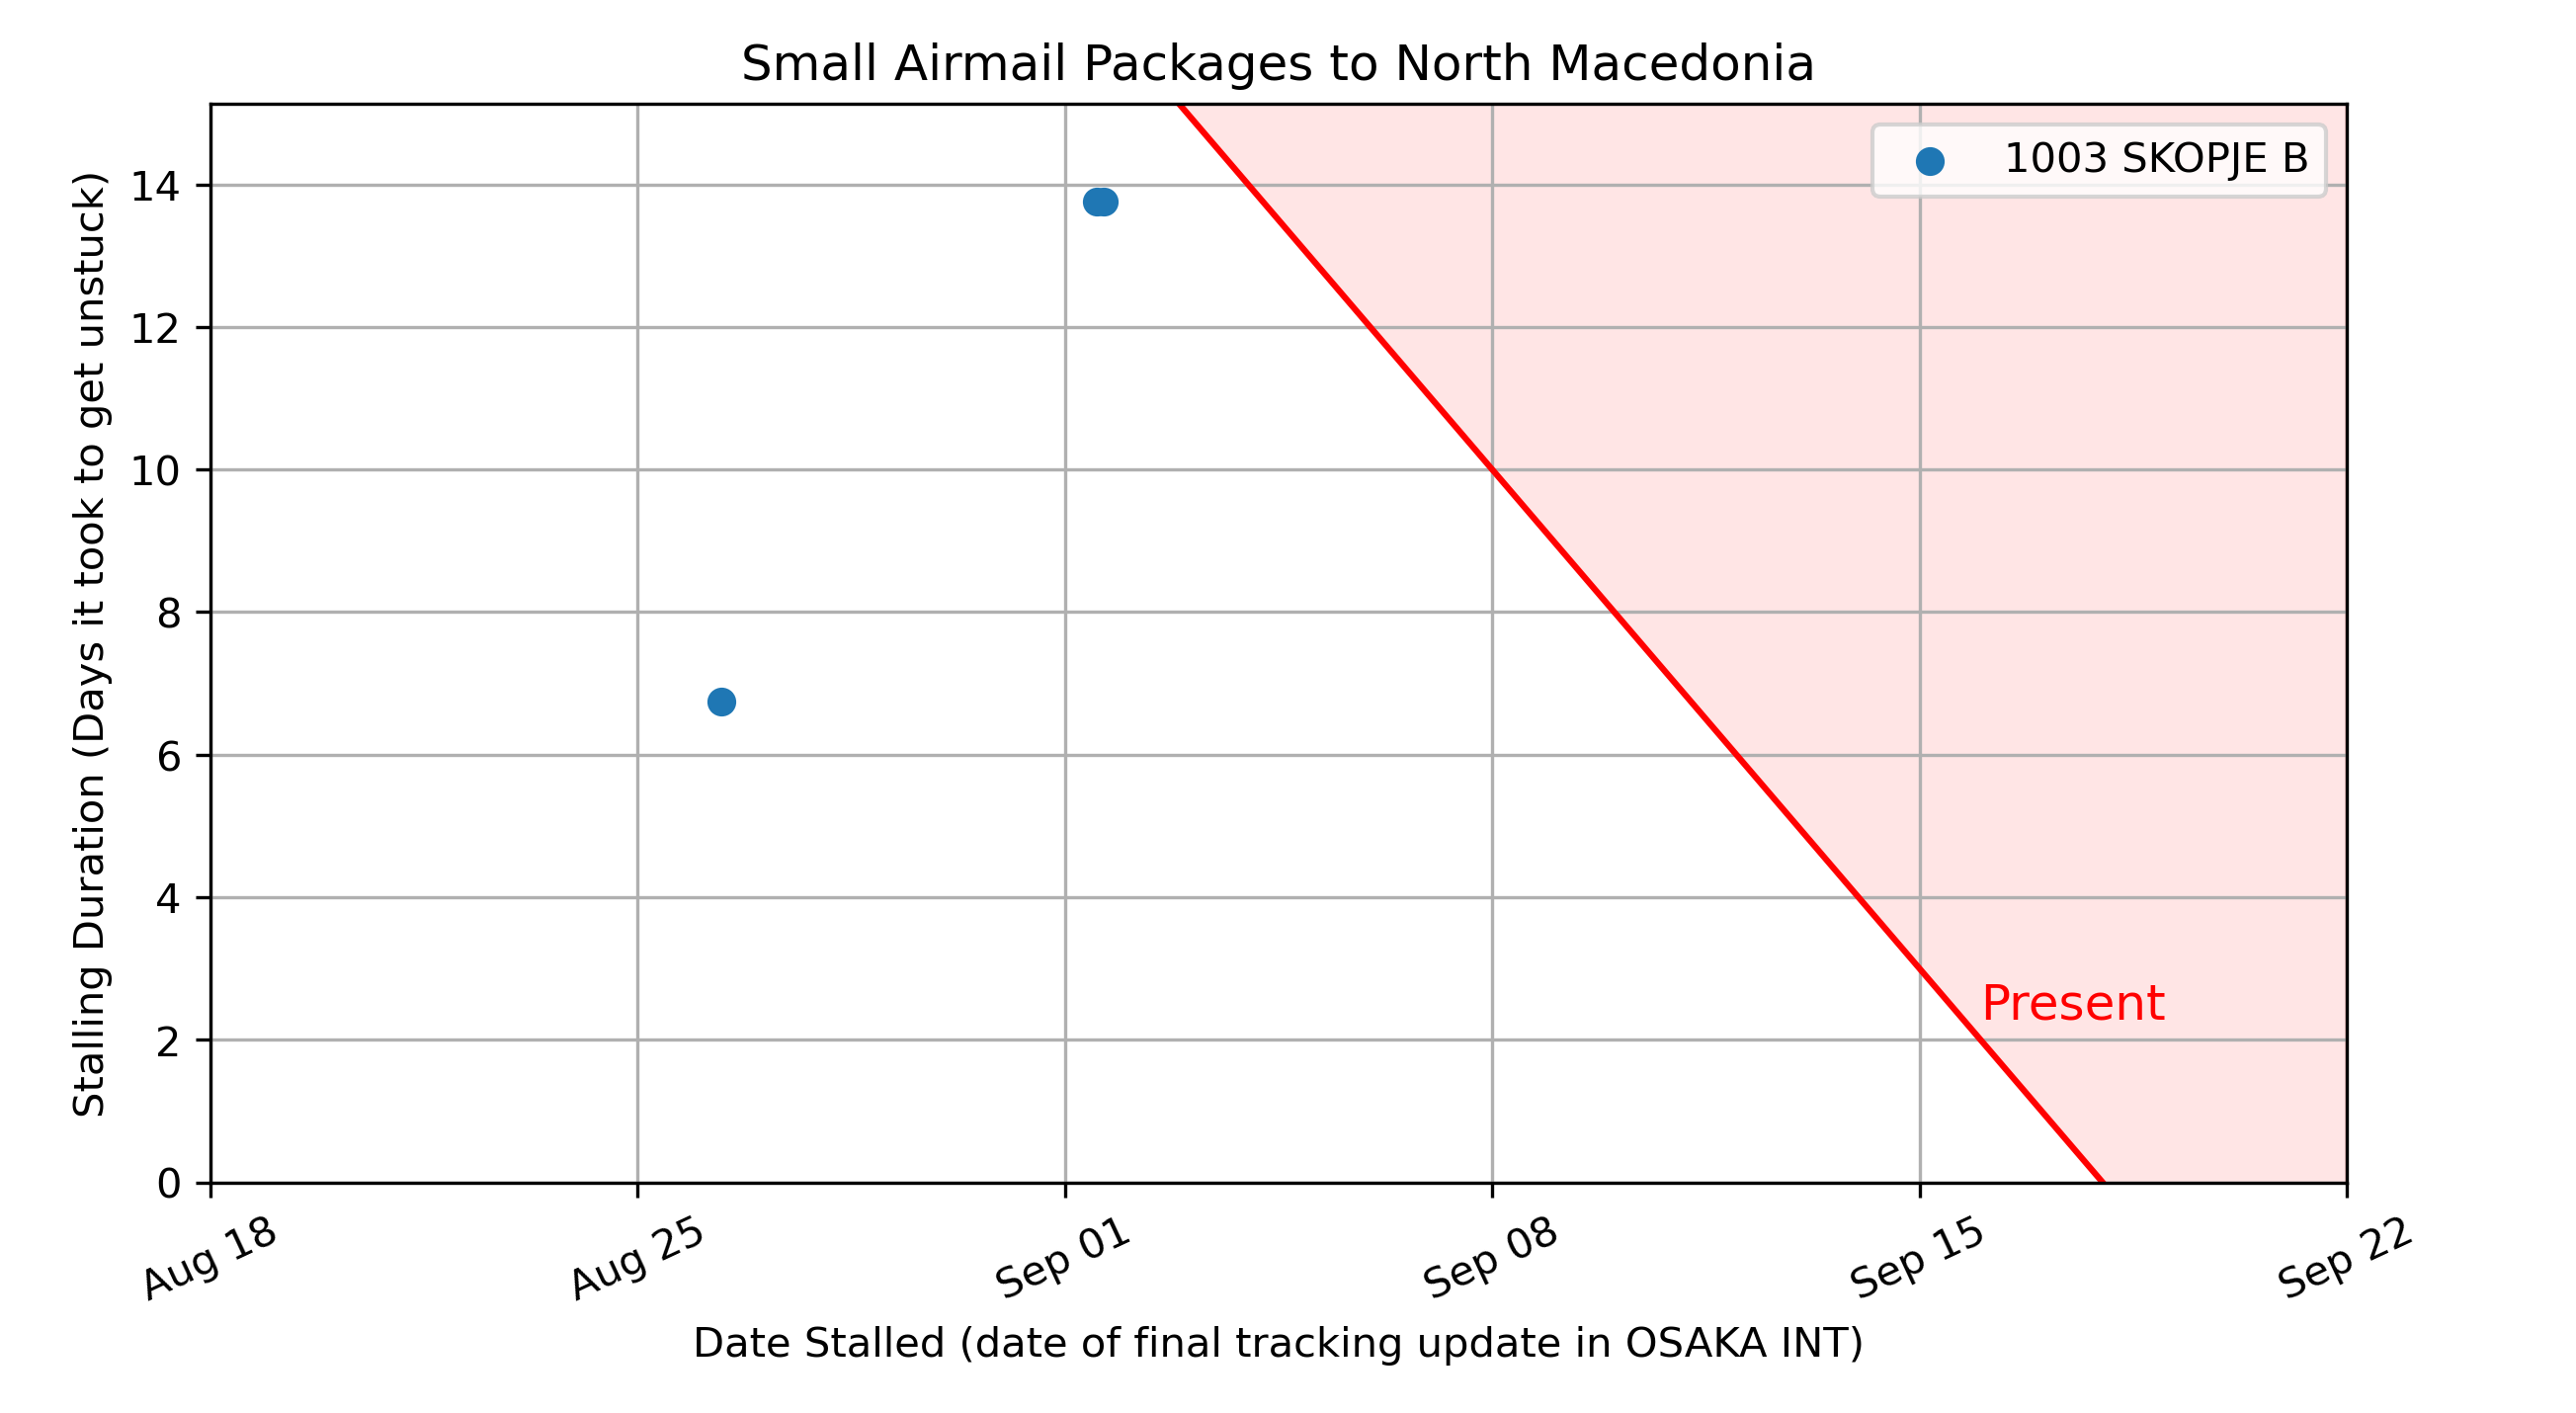 Small Airmail Packages to North Macedonia
Stalling Duration (Days it took to get unstuck)
14
12
10
8
6
4
2
0
1003 SKOPJE B
Present
Aug 18
Aug 25
Sep 01
Sep 08
Sep 15
Sep 22
Date Stalled (date of final tracking update in OSAKA INT)